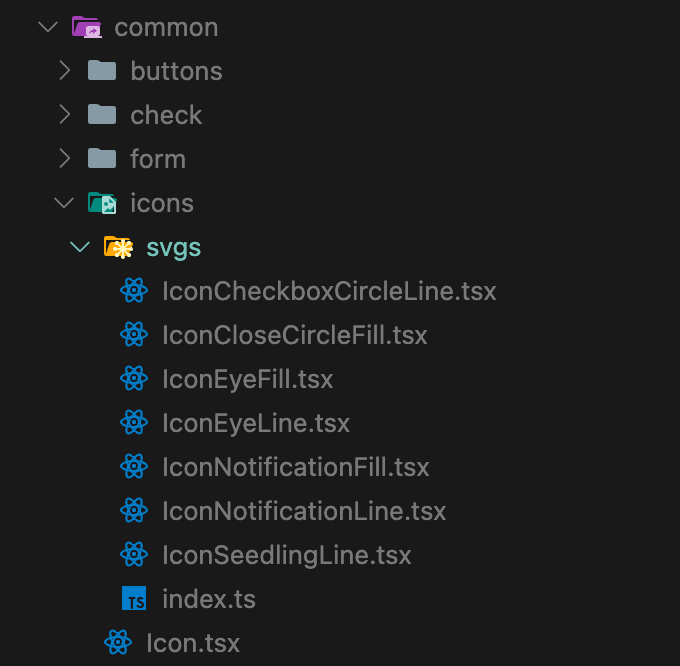 common
buttons
check
form
icons
svgs
IconCheckboxCircleLine.tsx
IconCloseCircleFill.tsx
IconEyeFill.tsx
IconEyeLine.tsx
IconNotificationFill.tsx
IconNotificationLine.tsx
IconSeedlingLine.tsx
TS index.ts
Icon.tsx